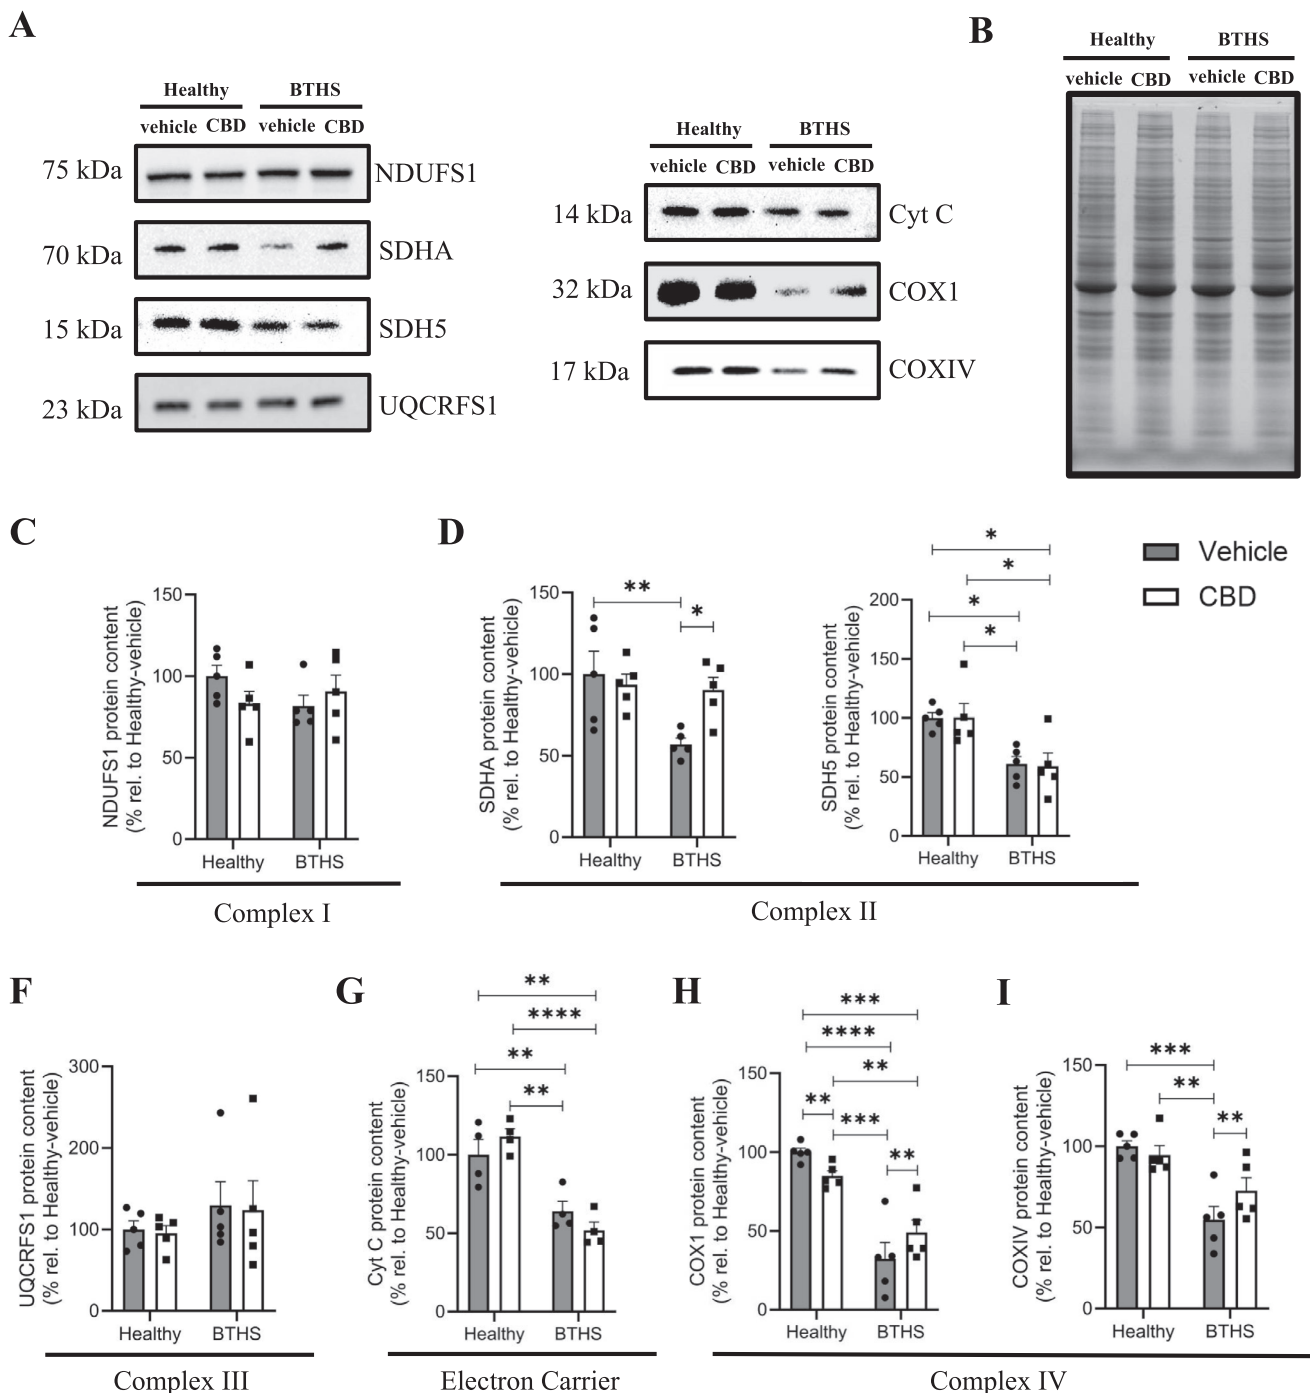 A
Healthy BTHS
vehicle CBD vehicle CBD
75 kDa NDUFS1
70 kDa SDHA
15 kDa SDH5
23 kDa UQCRFS1
Healthy BTHS
vehicle CBD vehicle CBD
14 kDa Cyt C
32 kDa COX1
17 kDa COXIV
B
Healthy BTHS
vehicle CBD vehicle CBD
C
NDUFS1 protein content
(% rel. to Healthy-vehicle)
150
100
50
0
Healthy BTHS
Complex I
D
SDHA protein content
(% rel. to Healthy-vehicle)
150
100
50
0
** *
Healthy BTHS
SDH5 protein content
(% rel. to Healthy-vehicle)
200
150
100
50
0
*
*
*
*
Healthy BTHS
Complex II
Vehicle
CBD
F
UQCRFS1 protein content
(% rel. to Healthy-vehicle)
300
200
100
0
Healthy BTHS
Complex III
G
Cyt C protein content
(% rel. to Healthy-vehicle)
150
100
50
0
**
****
**
**
Healthy BTHS
Electron Carrier
H
COX1 protein content
(% rel. to Healthy-vehicle)
150
100
50
0
***
****
**
**
***
**
Healthy BTHS
I
COXIV protein content
(% rel. to Healthy-vehicle)
150
100
50
0
***
**
**
Healthy BTHS
Complex IV